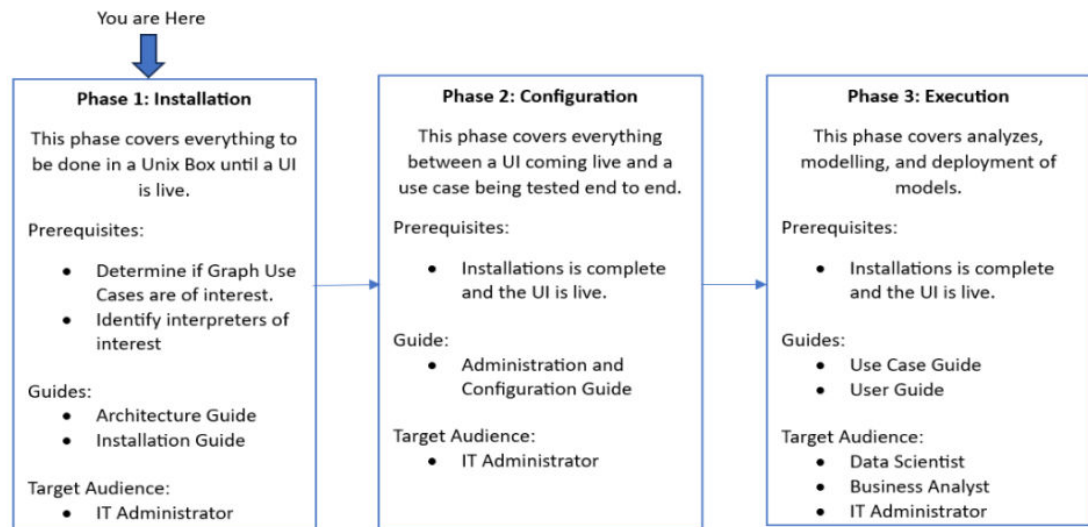 You are Here
Phase 1: Installation
This phase covers everything to
be done in a Unix Box until a UI
is live.
Prerequisites:
• Determine if Graph Use
Cases are of interest.
• Identify interpreters of
interest
Guides:
• Architecture Guide
• Installation Guide
Target Audience:
• IT Administrator
Phase 2: Configuration
This phase covers everything
between a UI coming live and a
use case being tested end to end.
Prerequisites:
• Installations is complete
and the UI is live.
Guide:
• Administration and
Configuration Guide
Target Audience:
• IT Administrator
Phase 3: Execution
This phase covers analyzes,
modelling, and deployment of
models.
Prerequisites:
• Installations is complete
and the UI is live.
Guides:
• Use Case Guide
• User Guide
Target Audience:
• Data Scientist
• Business Analyst
• IT Administrator